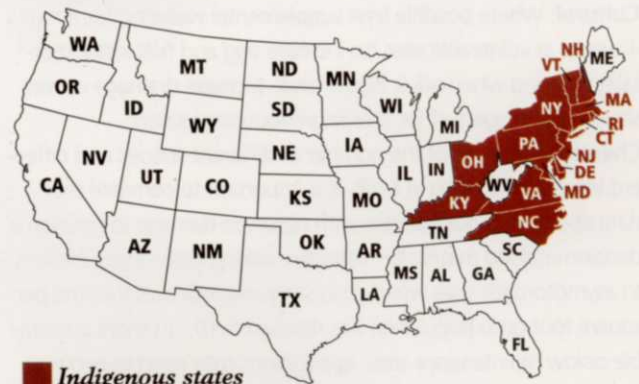 WA
OR
CA
NV
ID
MT
WY
UT
AZ
CO
NM
ND
SD
NE
KS
OK
TX
MN
IA
MO
AR
LA
WI
IL
MI
IN
OH
KY
TN
MS
AL
GA
FL
SC
NC
VA
WV
PA
NY
VT
NH
ME
MA
RI
CT
NJ
DE
MD
Indigenous states